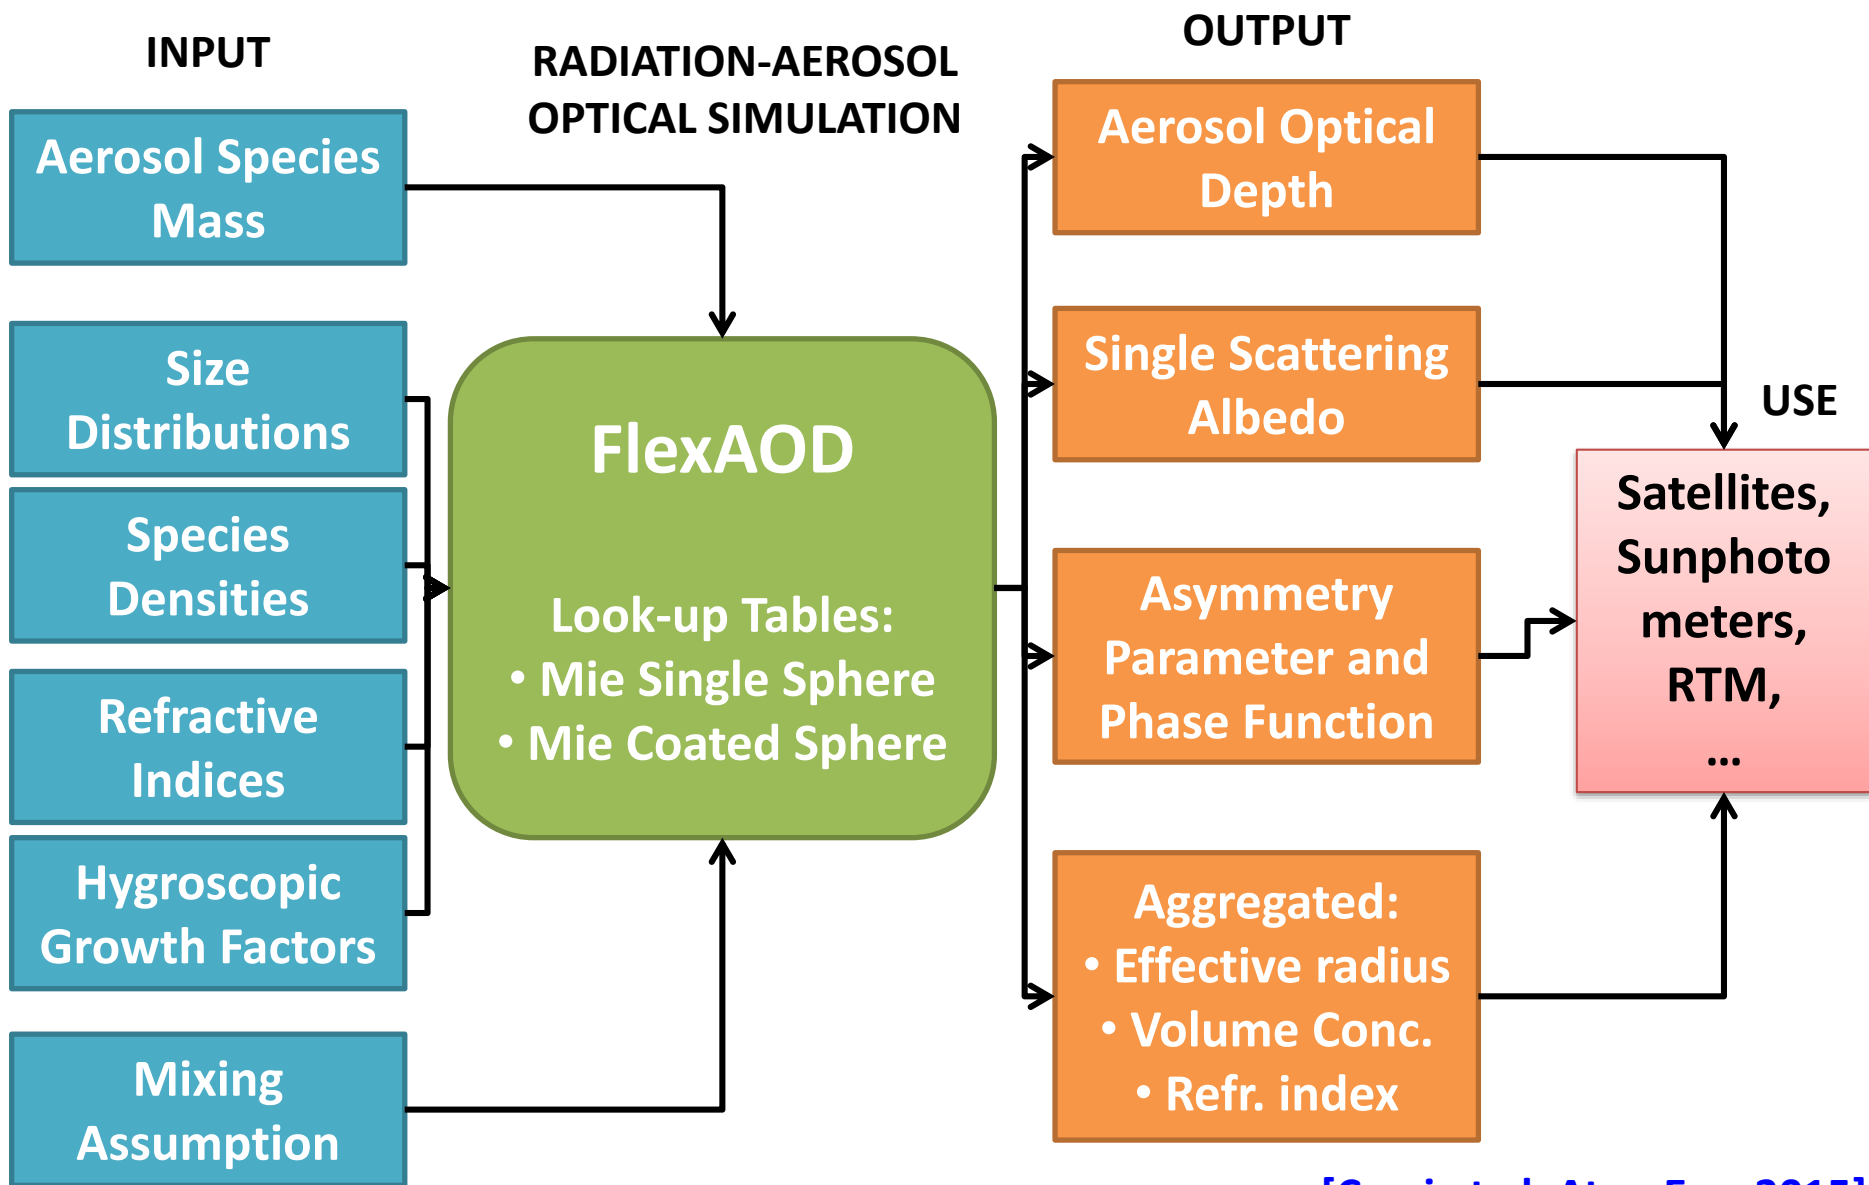 INPUT
RADIATION-AEROSOL
OPTICAL SIMULATION
OUTPUT
Aerosol Species
Mass
Size
Distributions
Species
Densities
Refractive
Indices
Hygroscopic
Growth Factors
Mixing
Assumption
FlexAOD
Look-up Tables:
• Mie Single Sphere
• Mie Coated Sphere
Aerosol Optical
Depth
Single Scattering
Albedo
Asymmetry
Parameter and
Phase Function
Aggregated:
• Effective radius
• Volume Conc.
• Refr. index
USE
Satellites,
Sunphoto
meters,
RTM,
...
2015]